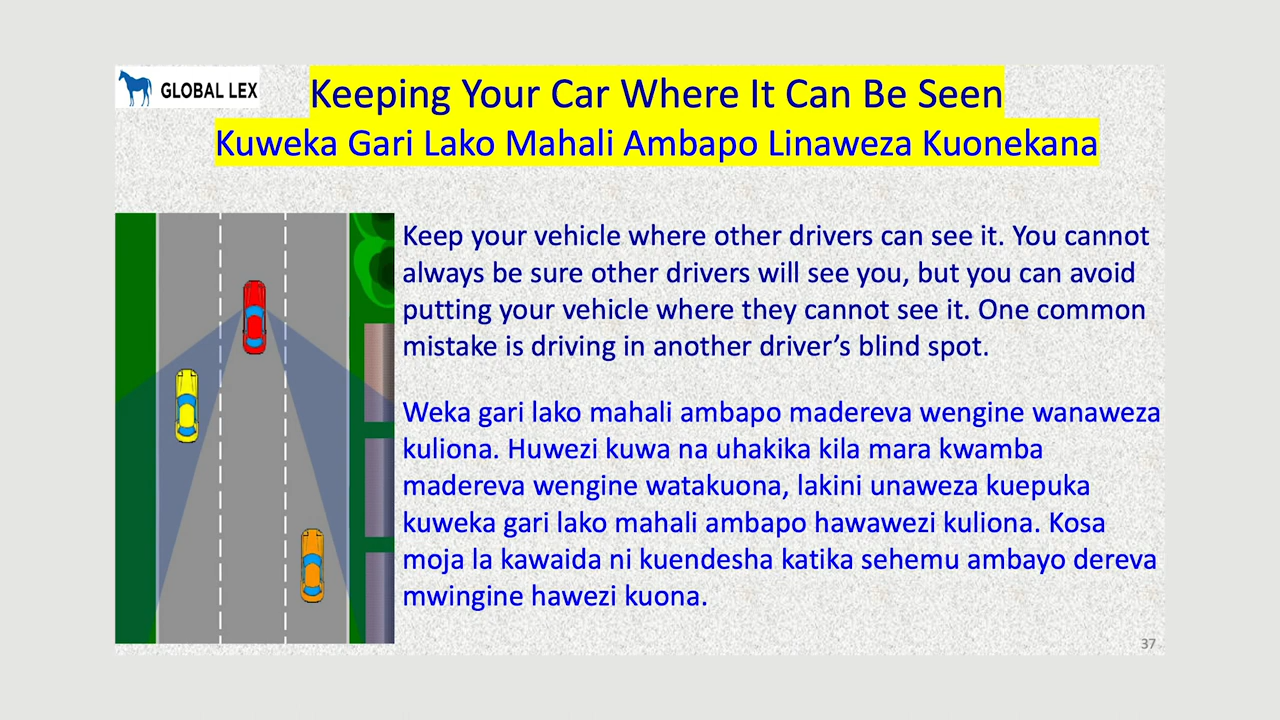 GLOBAL LEX
Keeping Your Car Where It Can Be Seen
Kuweka Gari Lako Mahali Ambapo Linaweza Kuonekana
Keep your vehicle where other drivers can see it. You cannot
always be sure other drivers will see you, but you can avoid
putting your vehicle where they cannot see it. One common
mistake is driving in another driver’s blind spot.
Weka gari lako mahali ambapo madereva wengine wanaweza
kuliona. Huwezi kuwa na uhakika kila mara kwamba
madereva wengine watakuona, lakini unaweza kuepuka
kuweka gari lako mahali ambapo hawawezi kuliona. Kosa
moja la kawaida ni kuendesha katika sehemu ambayo dereva
mwingine hawezi kuona.
37